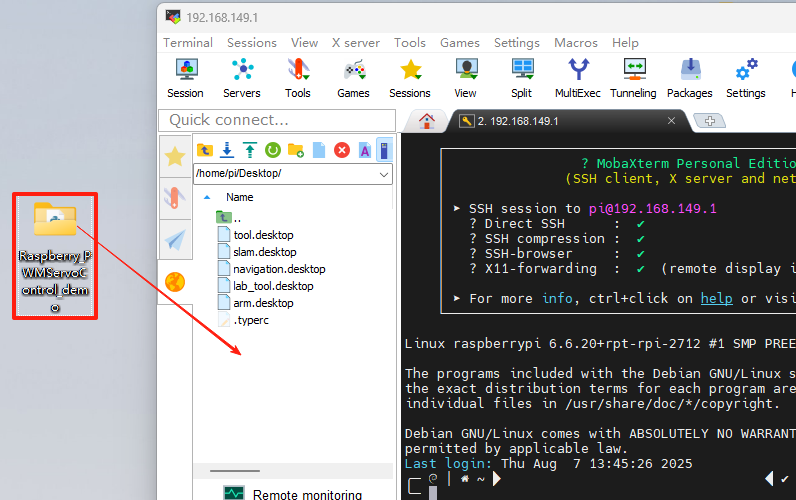 192.168.149.1
Terminal Sessions View X server Tools Games Settings Macros Help
Session Servers Tools Games Sessions View Split MultiExec Tunneling Packages Settings
Quick connect...
2. 192.168.149.1
/home/pi/Desktop/
Name
..
tool.desktop
slam.desktop
navigation.desktop
lab_tool.desktop
arm.desktop
.typerc
Raspberry_P
WMServoC
ontrol_dem
o
? MobaXterm Personal Editio
(SSH client, X server and net
➤ SSH session to pi@192.168.149.1
? Direct SSH : ✔
? SSH compression : ✔
? SSH-browser : ✔
? X11-forwarding : ✔ (remote display i
➤ For more info, ctrl+click on help or visi
Linux raspberrypi 6.6.20+rpt-rpi-2712 #1 SMP PREE
The programs included with the Debian GNU/Linux s
the exact distribution terms for each program are
individual files in /usr/share/doc/*/copyright.
Debian GNU/Linux comes with ABSOLUTELY NO WARRANT
permitted by applicable law.
Last login: Thu Aug 7 13:45:26 2025
~
Remote monitoring